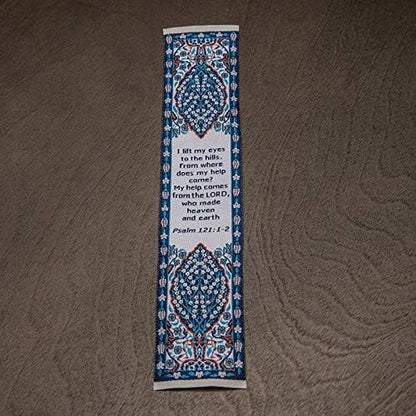 I lift my eyes
to the hills.
From where
does my help
come?
My help comes
from the LORD,
who made
heaven
and earth
Psalm 121:1-2